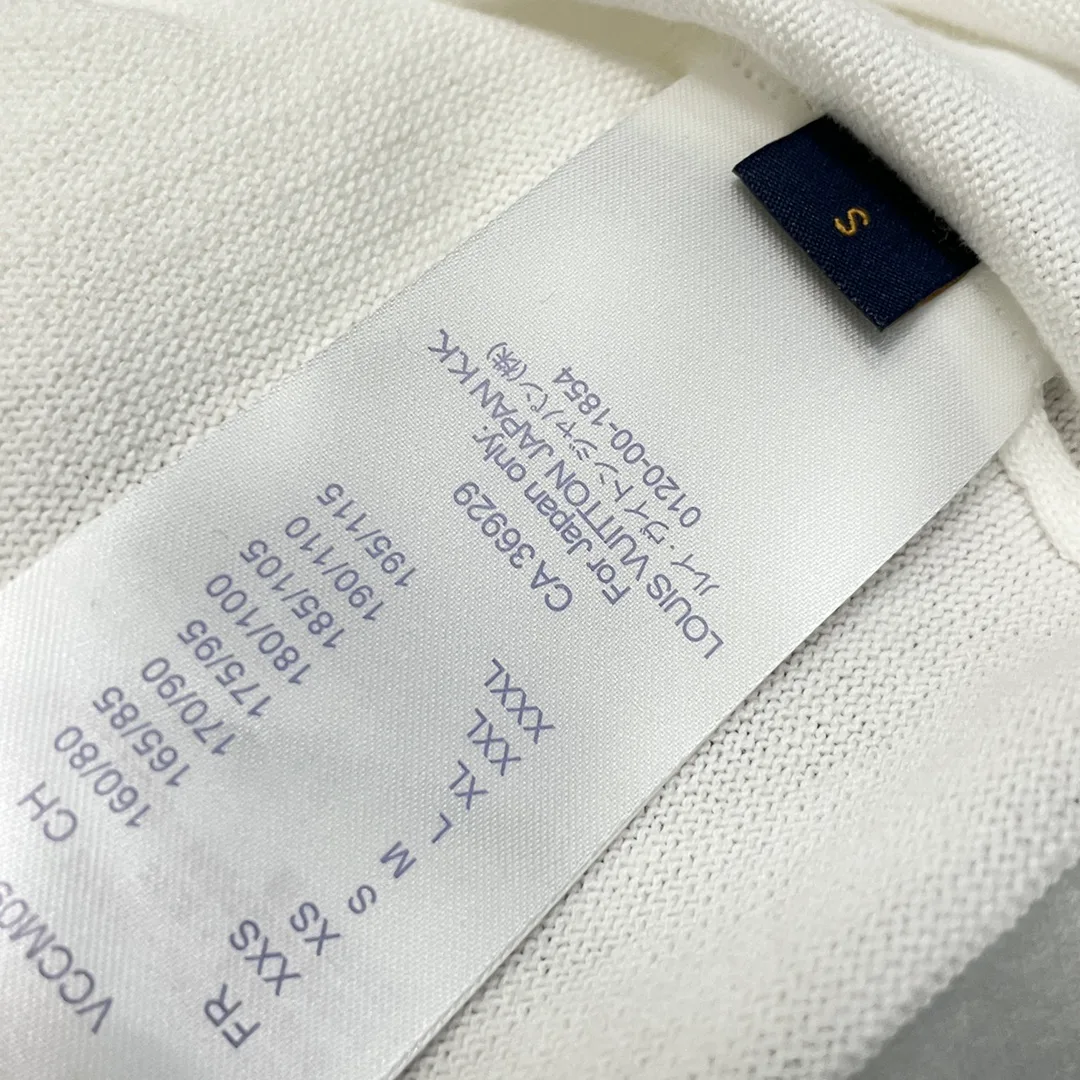 VCCM09
FR CH
XXS 160/80
XS 165/85
S 170/90
M 175/95
L 180/100
XL 185/105
XXL 190/110
XXXL 195/115
CA 36929
For Japan only:
LOUIS VUITTON JAPAN K.K.
ルイ・ヴィトンジャパン(株)
0120-00-1854
S